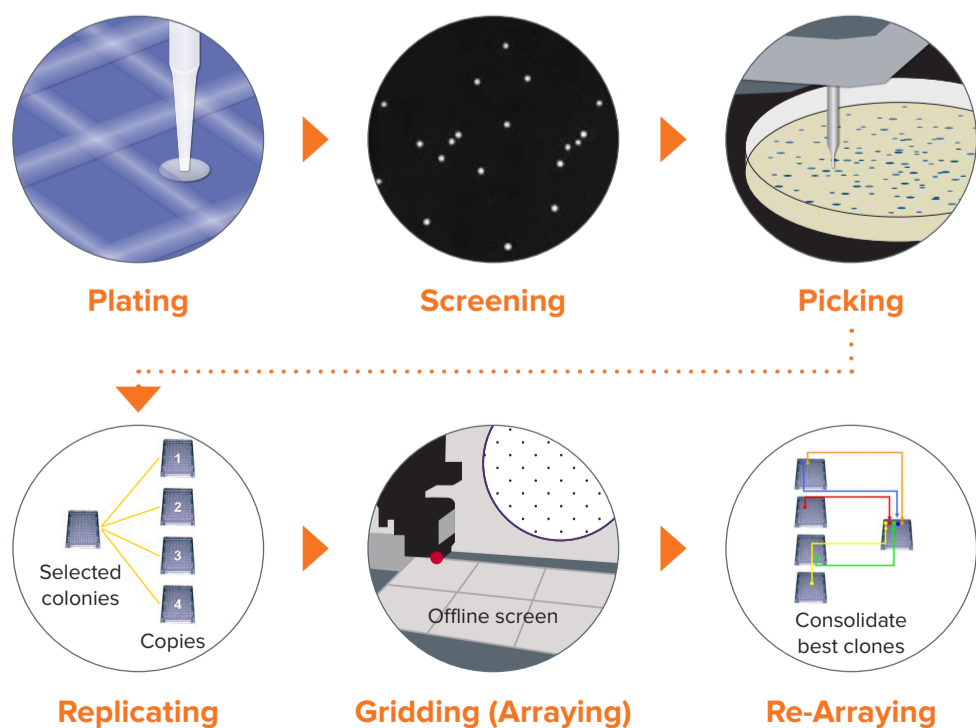 Plating
Screening
Picking
1
2
3
4
Selected
colonies
Copies
Offline screen
Consolidate
best clones
Replicating
Gridding (Arraying)
Re-Arraying